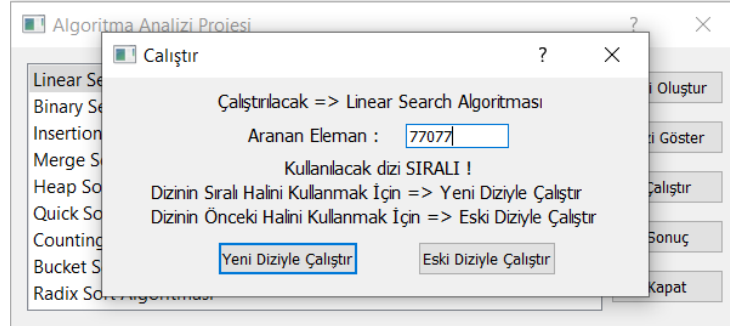 Algoritma Analizi Projesi
?
Calıştır
?
Linear Se
Binary Se
Insertion
Merge S
Heap So
Quick So
Counting
Bucket S
Radix Sort Algoritması
Çalıştırılacak => Linear Search Algoritması
Aranan Eleman :
77077
Kullanılacak dizi SIRALI !
Dizinin Sıralı Halini Kullanmak İçin => Yeni Diziyle Çalıştır
Dizinin Önceki Halini Kullanmak İçin => Eski Diziyle Çalıştır
Yeni Diziyle Çalıştır
Eski Diziyle Çalıştır
i Oluştur
zi Göster
Çalıştır
Sonuç
Kapat